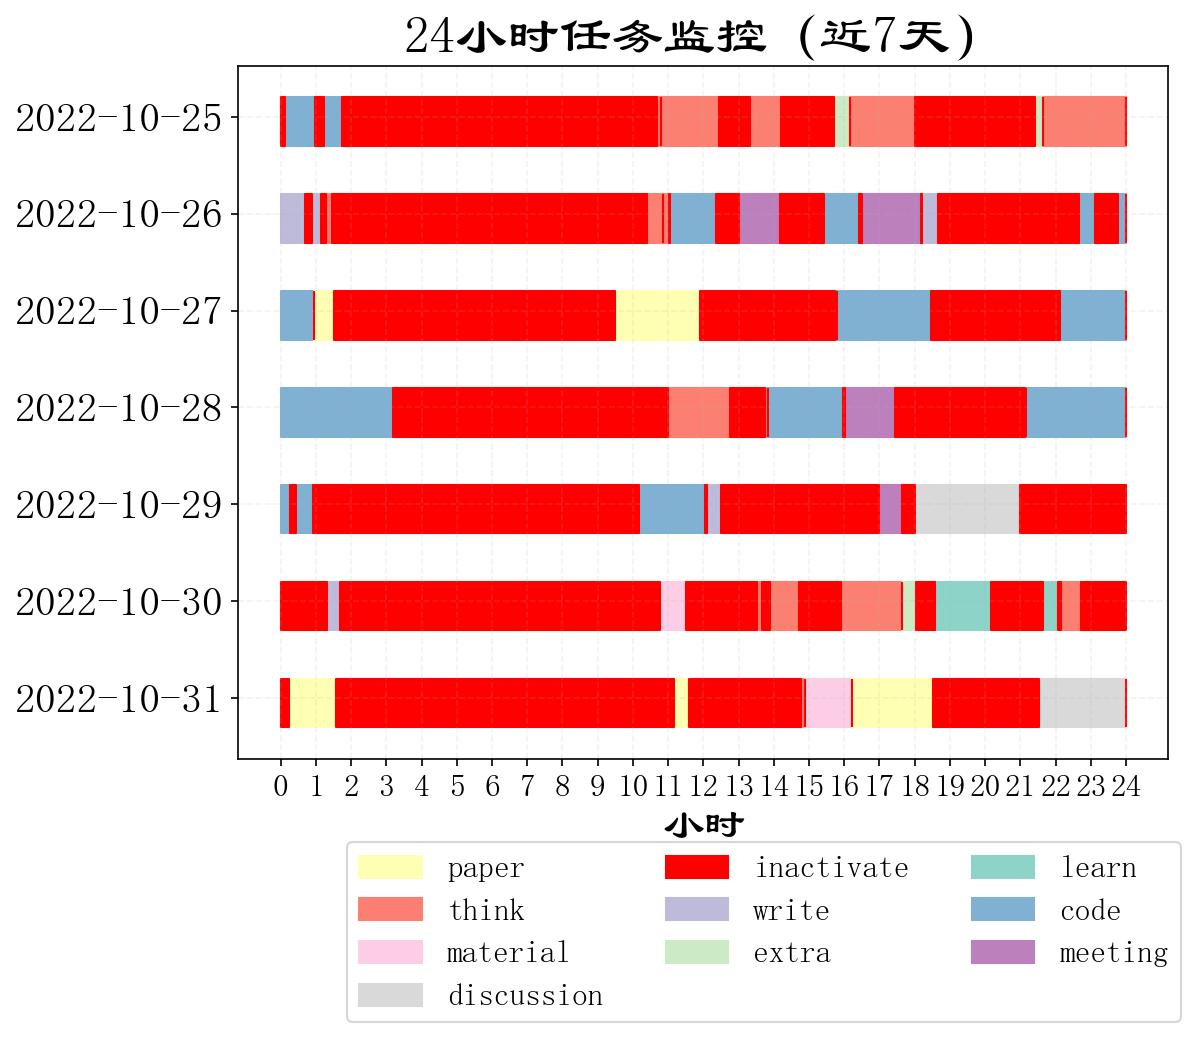 24小时任务监控 (近7天)
2022-10-25
2022-10-26
2022-10-27
2022-10-28
2022-10-29
2022-10-30
2022-10-31
0 1 2 3 4 5 6 7 8 9 10 11 12 13 14 15 16 17 18 19 20 21 22 23 24
小时
paper inactivate learn
think write code
material extra meeting
discussion